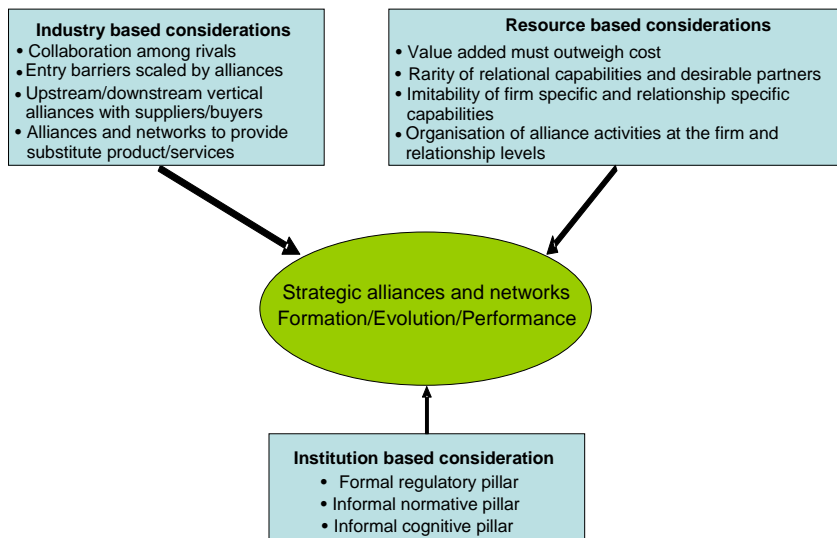 Industry based considerations
• Collaboration among rivals
• Entry barriers scaled by alliances
• Upstream/downstream vertical
alliances with suppliers/buyers
• Alliances and networks to provide
substitute product/services
Resource based considerations
• Value added must outweigh cost
• Rarity of relational capabilities and desirable partners
• Imitability of firm specific and relationship specific
capabilities
• Organisation of alliance activities at the firm and
relationship levels
Strategic alliances and networks
Formation/Evolution/Performance
Institution based consideration
• Formal regulatory pillar
• Informal normative pillar
• Informal cognitive pillar